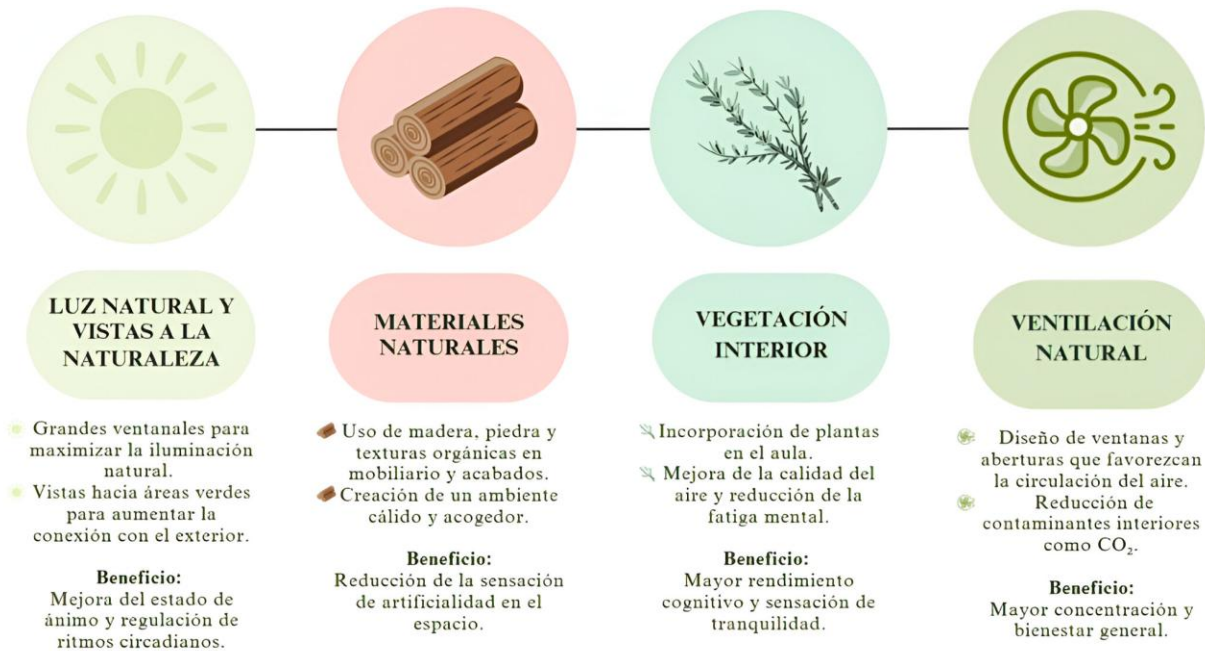 LUZ NATURAL Y
VISTAS A LA
NATURALEZA
Grandes ventanales para
maximizar la iluminación
natural.
Vistas hacia áreas verdes
para aumentar la
conexión con el exterior.
Beneficio:
Mejora del estado de
ánimo y regulación de
ritmos circadianos.
MATERIALES
NATURALES
Uso de madera, piedra y
texturas orgánicas en
mobiliario y acabados.
Creación de un ambiente
cálido y acogedor.
Beneficio:
Reducción de la sensación
de artificialidad en el
espacio.
VEGETACIÓN
INTERIOR
Incorporación de plantas
en el aula.
Mejora de la calidad del
aire y reducción de la
fatiga mental.
Beneficio:
Mayor rendimiento
cognitivo y sensación de
tranquilidad.
VENTILACIÓN
NATURAL
Diseño de ventanas y
aberturas que favorezcan
la circulación del aire.
Reducción de
contaminantes interiores
como CO₂.
Beneficio:
Mayor concentración y
bienestar general.